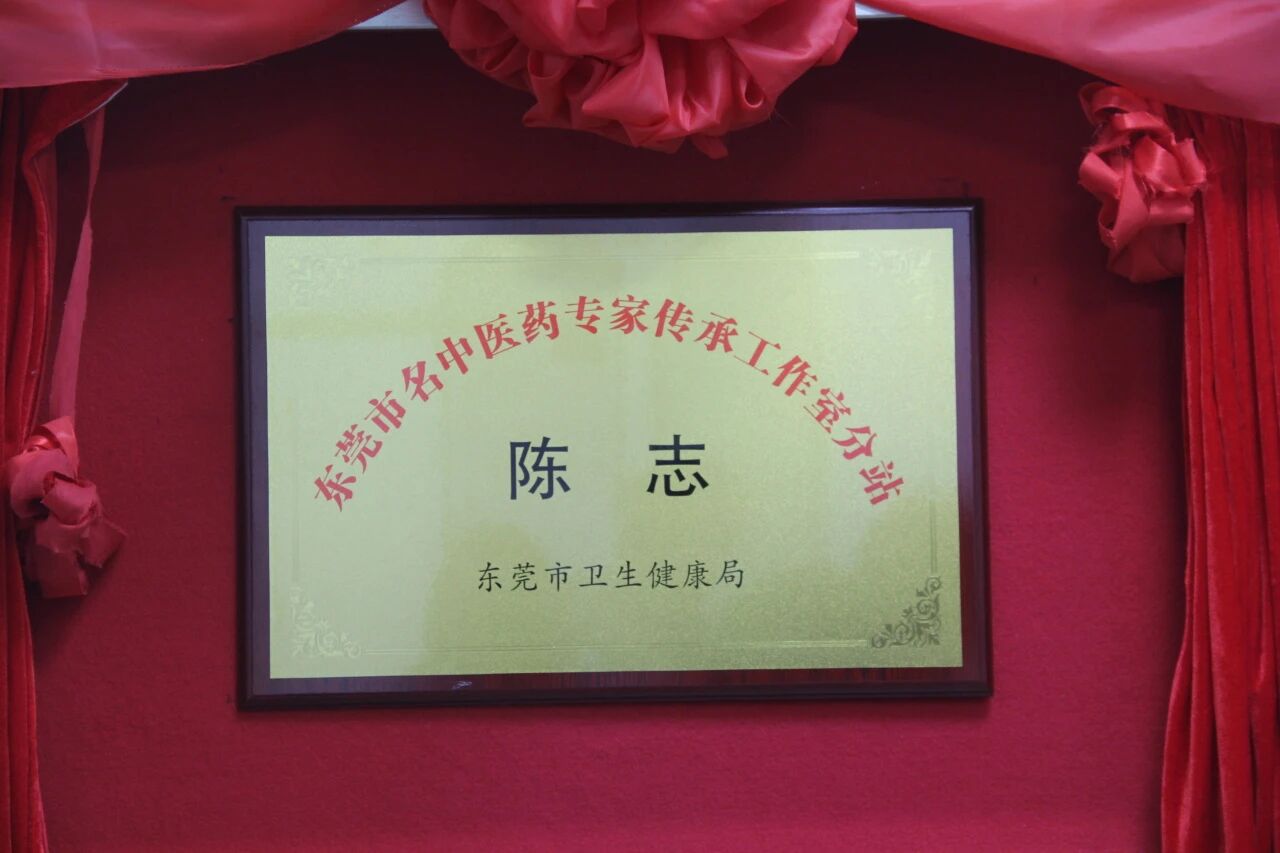 东莞市名中医药专家传承工作室分站
陈 志
东莞市卫生健康局